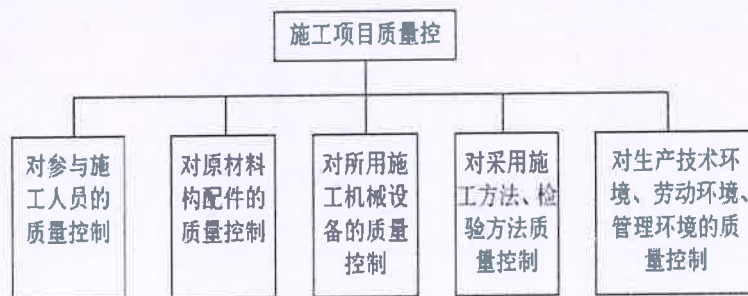 施工项目质量控
对参与施
工人员的
质量控制
对原材料
构配件的
质量控制
对所用施
工机械设
备的质量
控制
对采用施
工方法、检
验方法质
量控制
对生产技术环
境、劳动环境、
管理环境的质
量控制